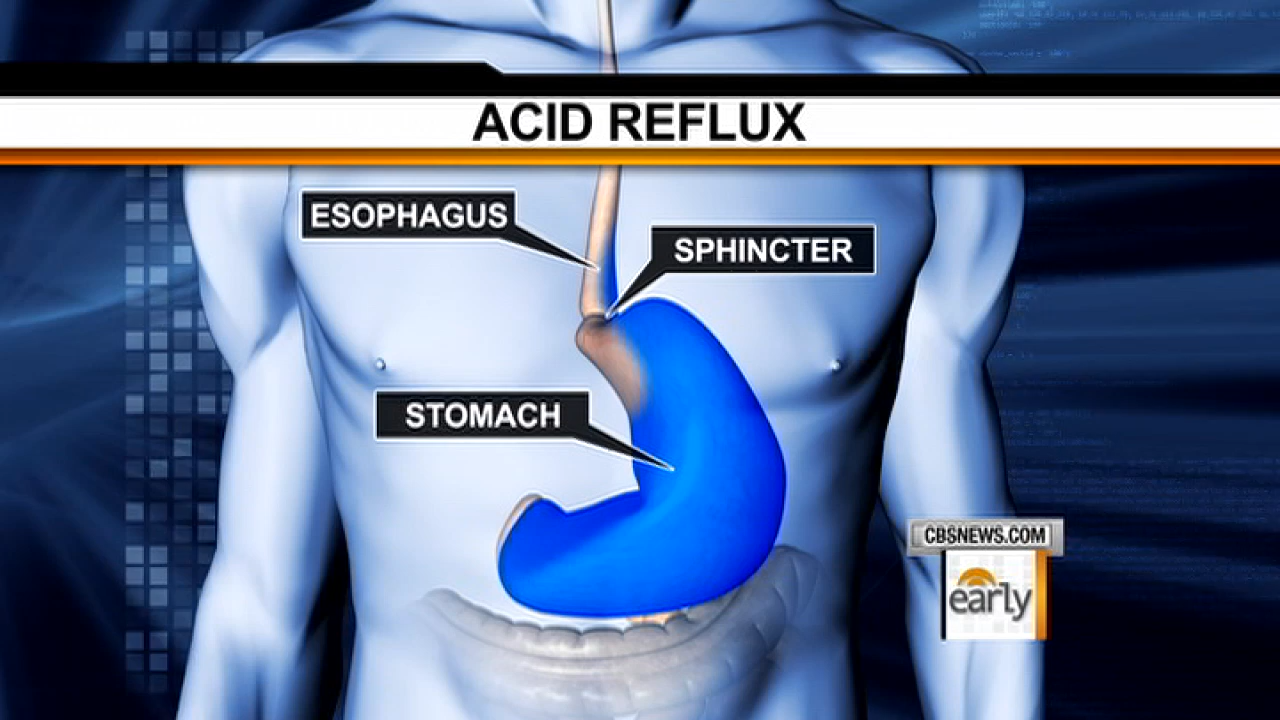 ACID REFLUX
ESOPHAGUS
SPHINCTER
STOMACH
CBSNEWS.COM
early